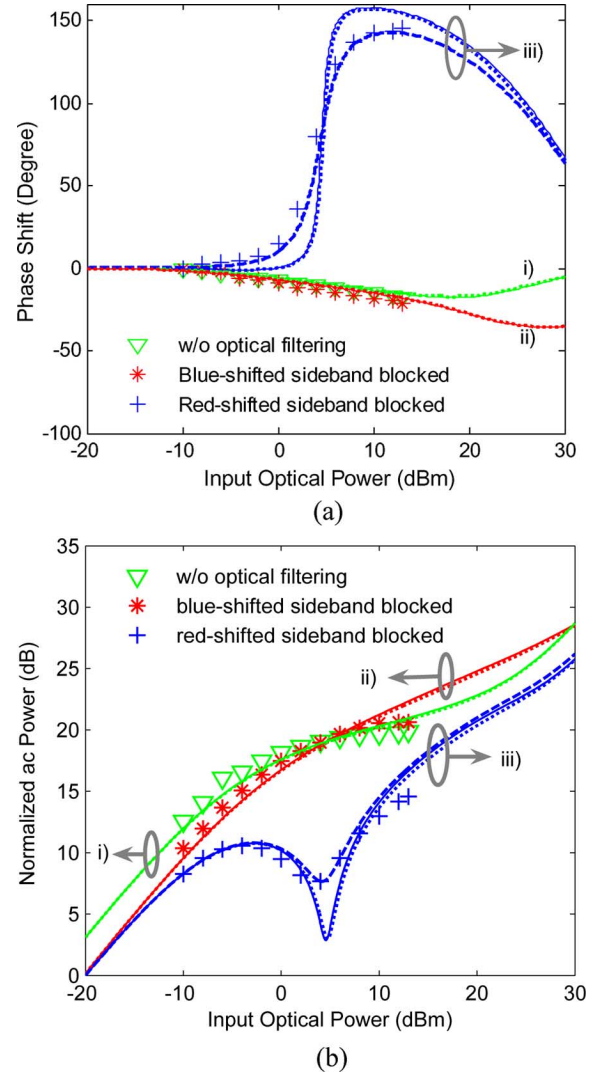 150
100
50
0
-50
-100
Phase Shift (Degree)
iii)
i)
ii)
w/o optical filtering
Blue-shifted sideband blocked
Red-shifted sideband blocked
-20 -10 0 10 20 30
Input Optical Power (dBm)
(a)
35
30
25
20
15
10
5
0
Normalized ac Power (dB)
w/o optical filtering
blue-shifted sideband blocked
red-shifted sideband blocked
ii)
iii)
i)
-20 -10 0 10 20 30
Input Optical Power (dBm)
(b)